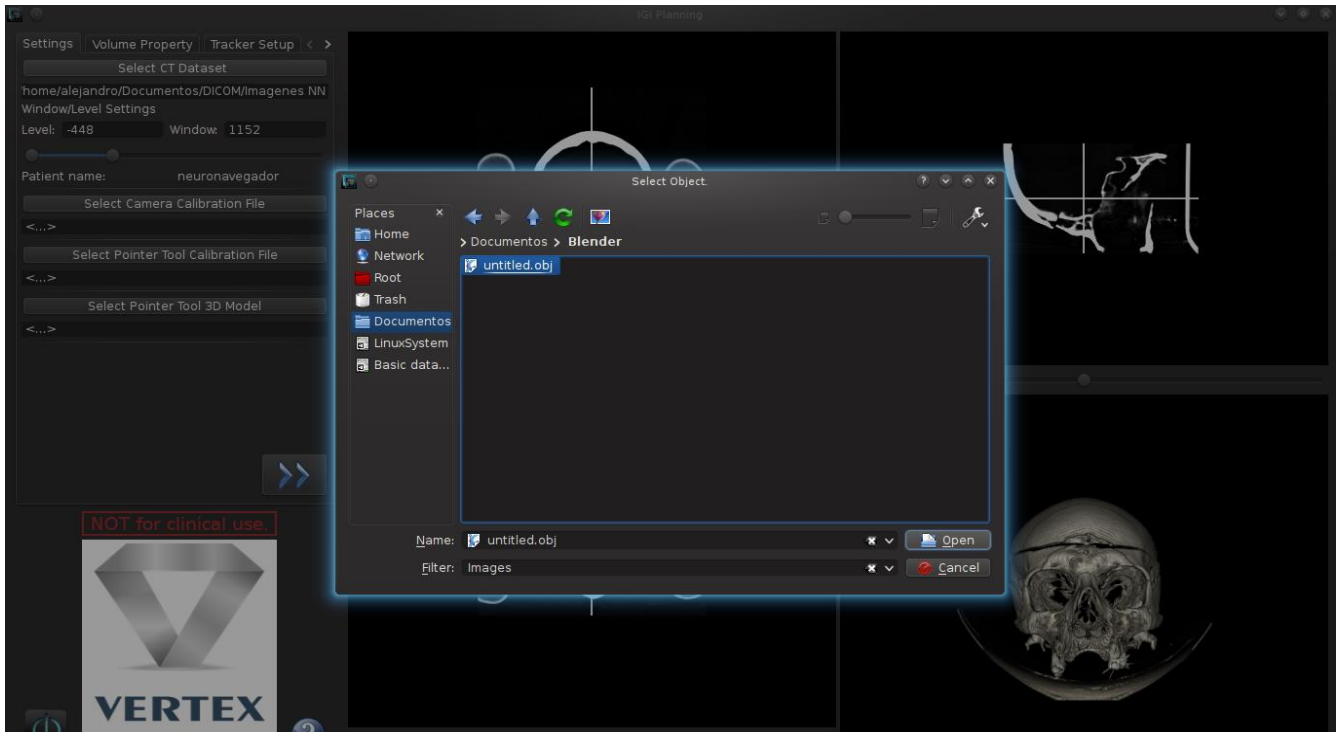 IGI Planning
Settings Volume Property Tracker Setup < >
Select CT Dataset
'home/alejandro/Documentos/DICOM/Imagenes NN
Window/Level Settings
Level: -448 Window: 1152
Patient name: neuronavegador
Select Camera Calibration File
<...>
Select Pointer Tool Calibration File
<...>
Select Pointer Tool 3D Model
<...>
NOT for clinical use.
VERTEX
Select Object.
Places
Home
Network
Root
Trash
Documentos
LinuxSystem
Basic data...
> Documentos > Blender
untitled.obj
Name: untitled.obj
Open
Filter: Images
Cancel